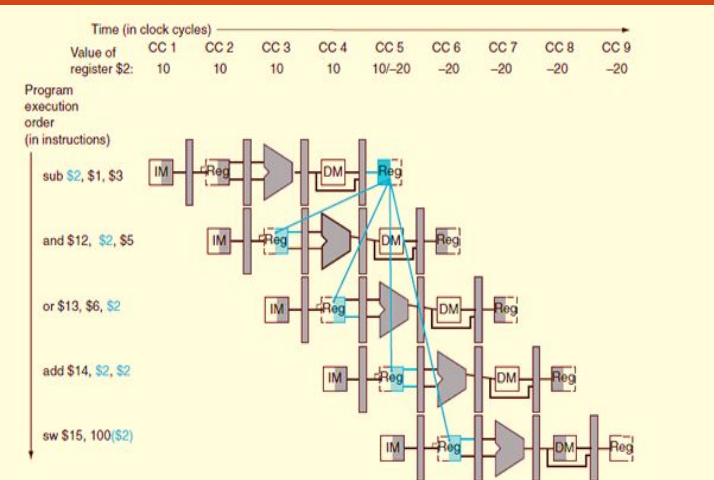 Time (in clock cycles)
Value of register $2:
CC 1 CC 2 CC 3 CC 4 CC 5 CC 6 CC 7 CC 8 CC 9
10 10 10 10 10/–20 –20 –20 –20 –20
Program
execution
order
(in instructions)
sub $2, $1, $3
IM Reg DM Reg
and $12, $2, $5
IM Reg DM Reg
or $13, $6, $2
IM Reg DM Reg
add $14, $2, $2
IM Reg DM Reg
sw $15, 100($2)
IM Reg DM Reg